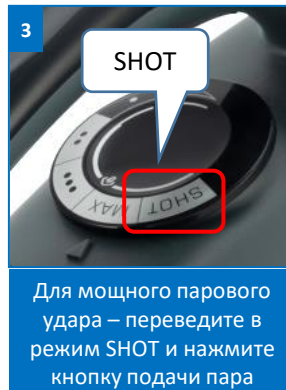 3
SHOT
MAX
SHOT
Для мощного парового
удара – переведите в
режим SHOT и нажмите
кнопку подачи пара